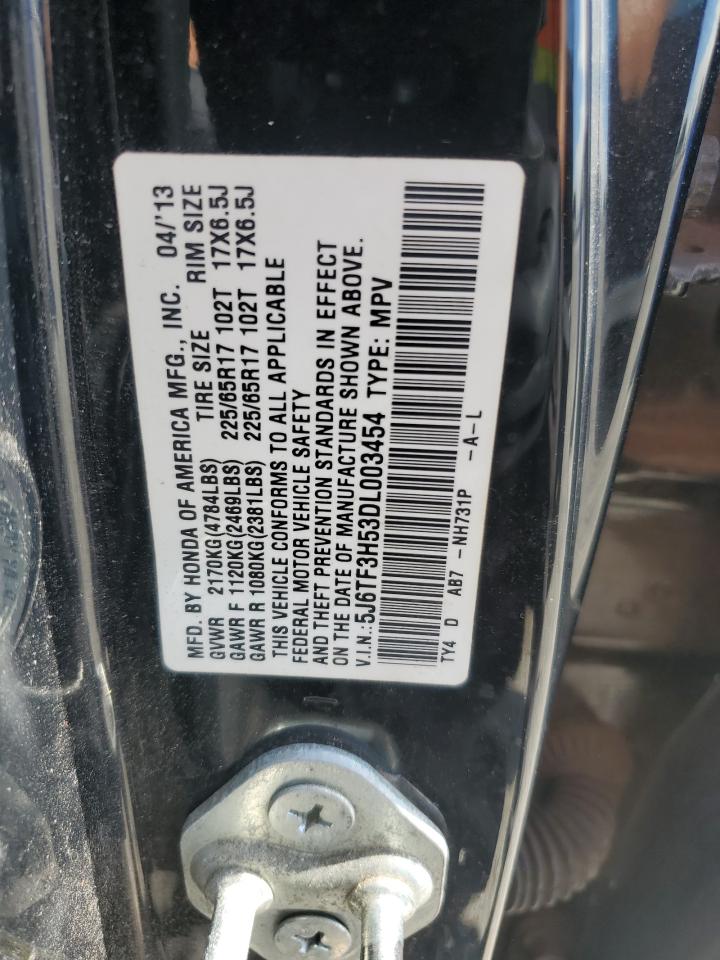 MFD. BY HONDA OF AMERICA MFG., INC. 04/'13
GVWR 2170KG(4784LBS) TIRE SIZE RIM SIZE
GAWR F 1120KG(2469LBS) 225/65R17 102T 17X6.5J
GAWR R 1080KG(2381LBS) 225/65R17 102T 17X6.5J
THIS VEHICLE CONFORMS TO ALL APPLICABLE
FEDERAL MOTOR VEHICLE SAFETY
AND THEFT PREVENTION STANDARDS IN EFFECT
ON THE DATE OF MANUFACTURE SHOWN ABOVE.
V.I.N.:5J6TF3H53DL003454 TYPE: MPV
TY4 D AB7 -NH731P -A-L